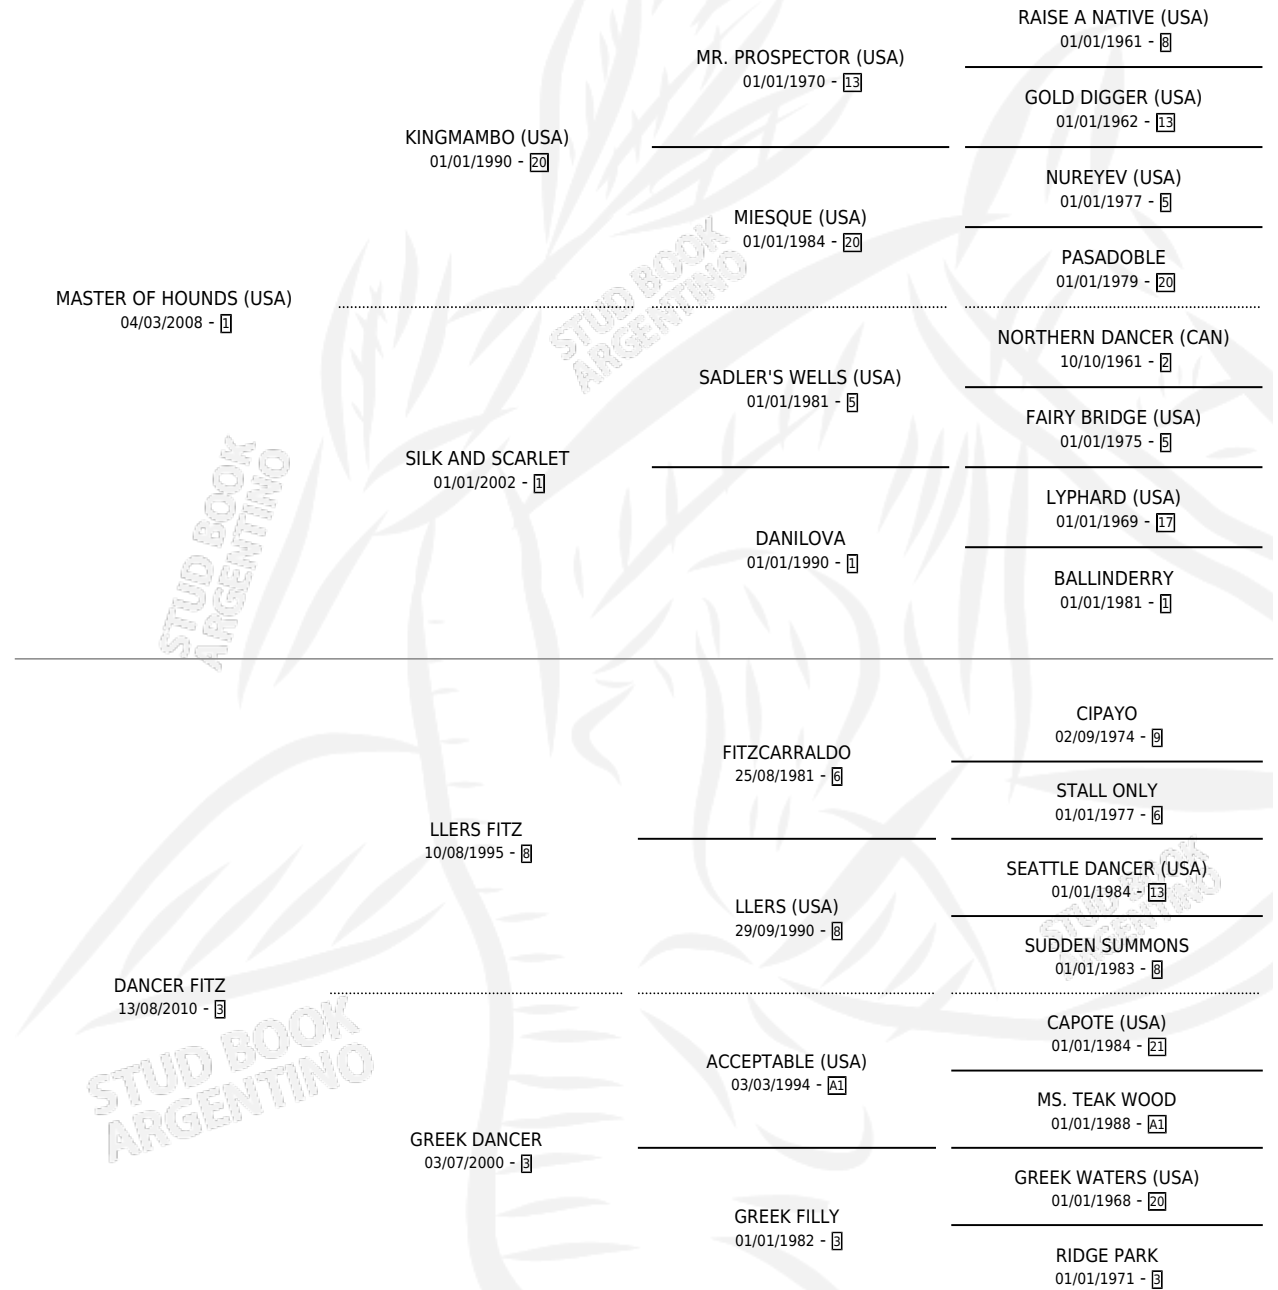 RAISE A NATIVE (USA)
01/01/1961 - 8
MR. PROSPECTOR (USA)
01/01/1970 - 13
GOLD DIGGER (USA)
01/01/1962 - 13
KINGMAMBO (USA)
01/01/1990 - 20
NUREYEV (USA)
01/01/1977 - 5
MIESQUE (USA)
01/01/1984 - 20
PASADOBLE
01/01/1979 - 20
MASTER OF HOUNDS (USA)
04/03/2008 - 1
NORTHERN DANCER (CAN)
10/10/1961 - 2
SADLER'S WELLS (USA)
01/01/1981 - 5
FAIRY BRIDGE (USA)
01/01/1975 - 5
SILK AND SCARLET
01/01/2002 - 1
LYPHARD (USA)
01/01/1969 - 17
DANILOVA
01/01/1990 - 1
BALLINDERRY
01/01/1981 - 1
CIPAYO
02/09/1974 - 9
FITZCARRALDO
25/08/1981 - 6
STALL ONLY
01/01/1977 - 6
LLERS FITZ
10/08/1995 - 8
SEATTLE DANCER (USA)
01/01/1984 - 13
LLERS (USA)
29/09/1990 - 8
SUDDEN SUMMONS
01/01/1983 - 8
DANCER FITZ
13/08/2010 - 3
CAPOTE (USA)
01/01/1984 - 21
ACCEPTABLE (USA)
03/03/1994 - A1
MS. TEAK WOOD
01/01/1988 - A1
GREEK DANCER
03/07/2000 - 3
GREEK WATERS (USA)
01/01/1968 - 20
GREEK FILLY
01/01/1982 - 3
RIDGE PARK
01/01/1971 - 3
STUD BOOK
ARGENTINO
STUD BOOK
ARGENTINO
STUD BOOK
ARGENTINO
STUD BOOK
ARGENTINO